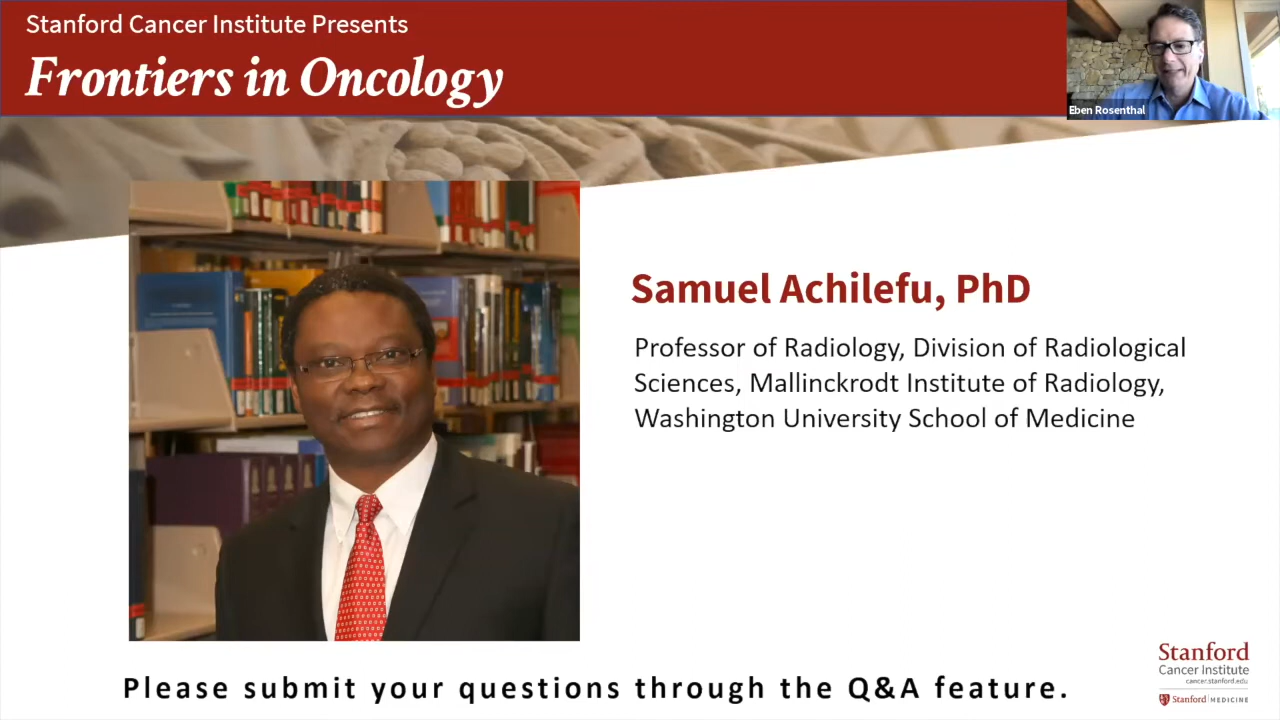 Stanford Cancer Institute Presents
Frontiers in Oncology
Eben Rosenthal
Samuel Achilefu, PhD
Professor of Radiology, Division of Radiological
Sciences, Mallinckrodt Institute of Radiology,
Washington University School of Medicine
Stanford
Cancer Institute
cancer.stanford.edu
Stanford MEDICINE
Please submit your questions through the Q&A feature.